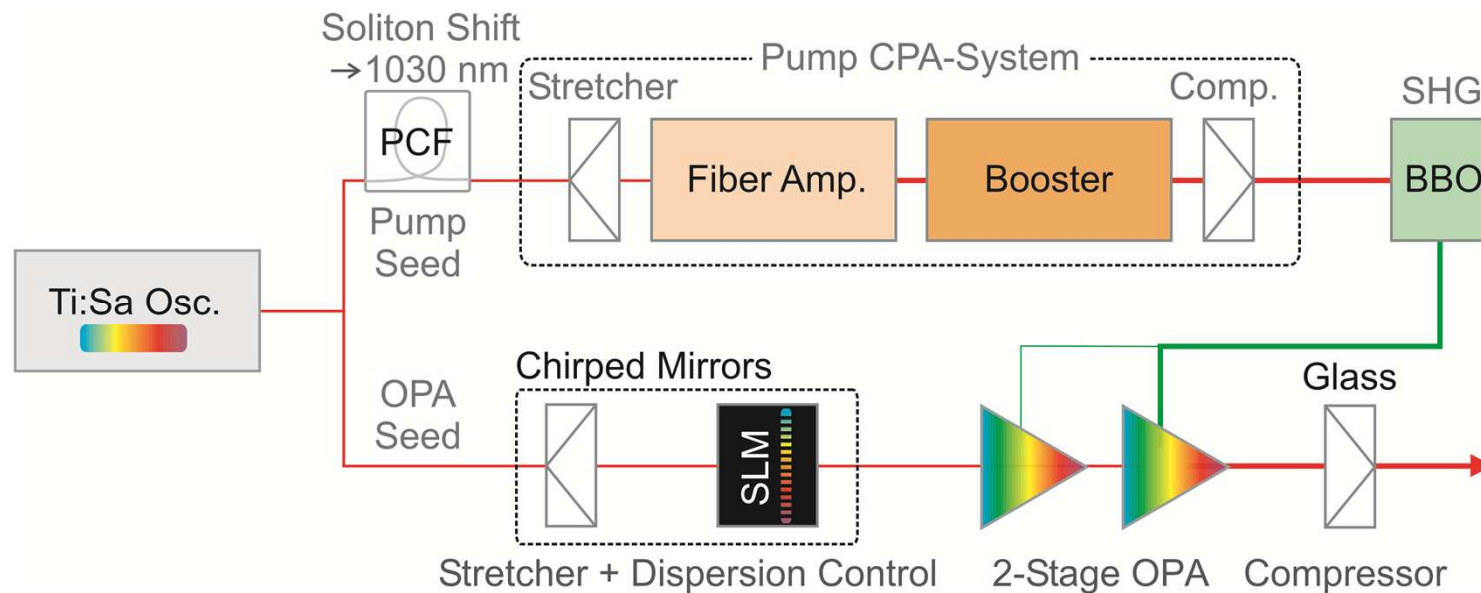 Soliton Shift
→1030 nm
Pump CPA-System
Stretcher
Comp.
SHG
PCF
Fiber Amp.
Booster
BBO
Pump
Seed
Ti:Sa Osc.
Chirped Mirrors
Glass
OPA
Seed
SLM
Stretcher + Dispersion Control
2-Stage OPA
Compressor